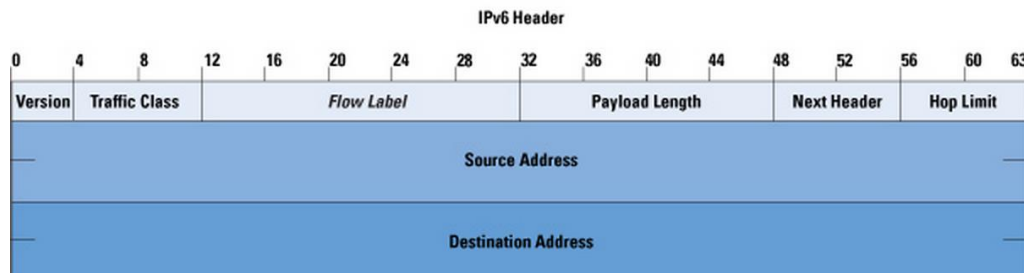 IPv6 Header
0 4 8 12 16 20 24 28 32 36 40 44 48 52 56 60 63
Version Traffic Class Flow Label Payload Length Next Header Hop Limit
Source Address
Destination Address